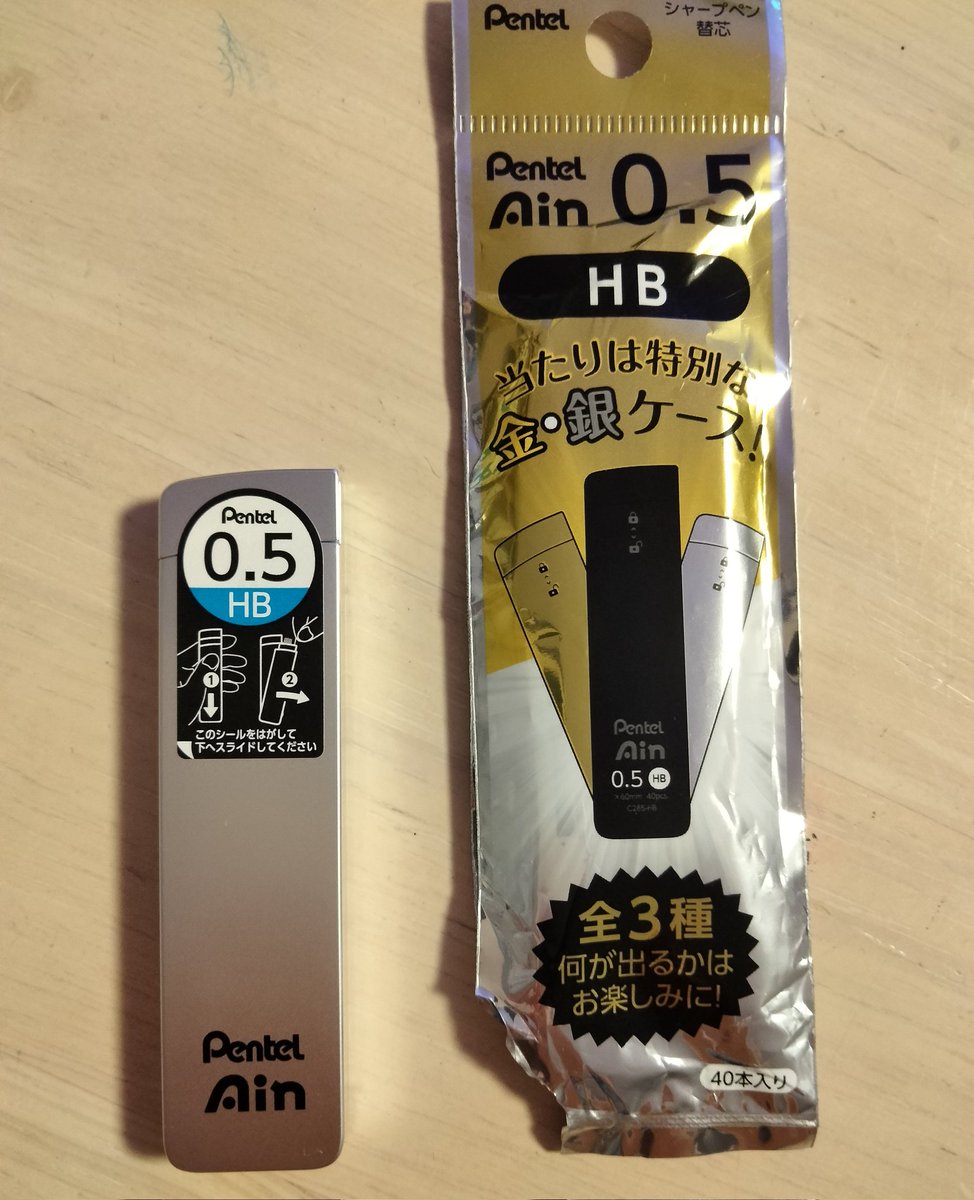 Pentel
0.5
HB
1
2
このシールをはがして
下へスライドしてください
Pentel
Ain
Pentel
シャープペン
替芯
Pentel
Ain 0.5
HB
当たりは特別な
金・銀ケース!
Pentel
Ain
0.5 HB
×60mm 40pcs.
C285-HB
全3種
何が出るかは
お楽しみに!
40本入り